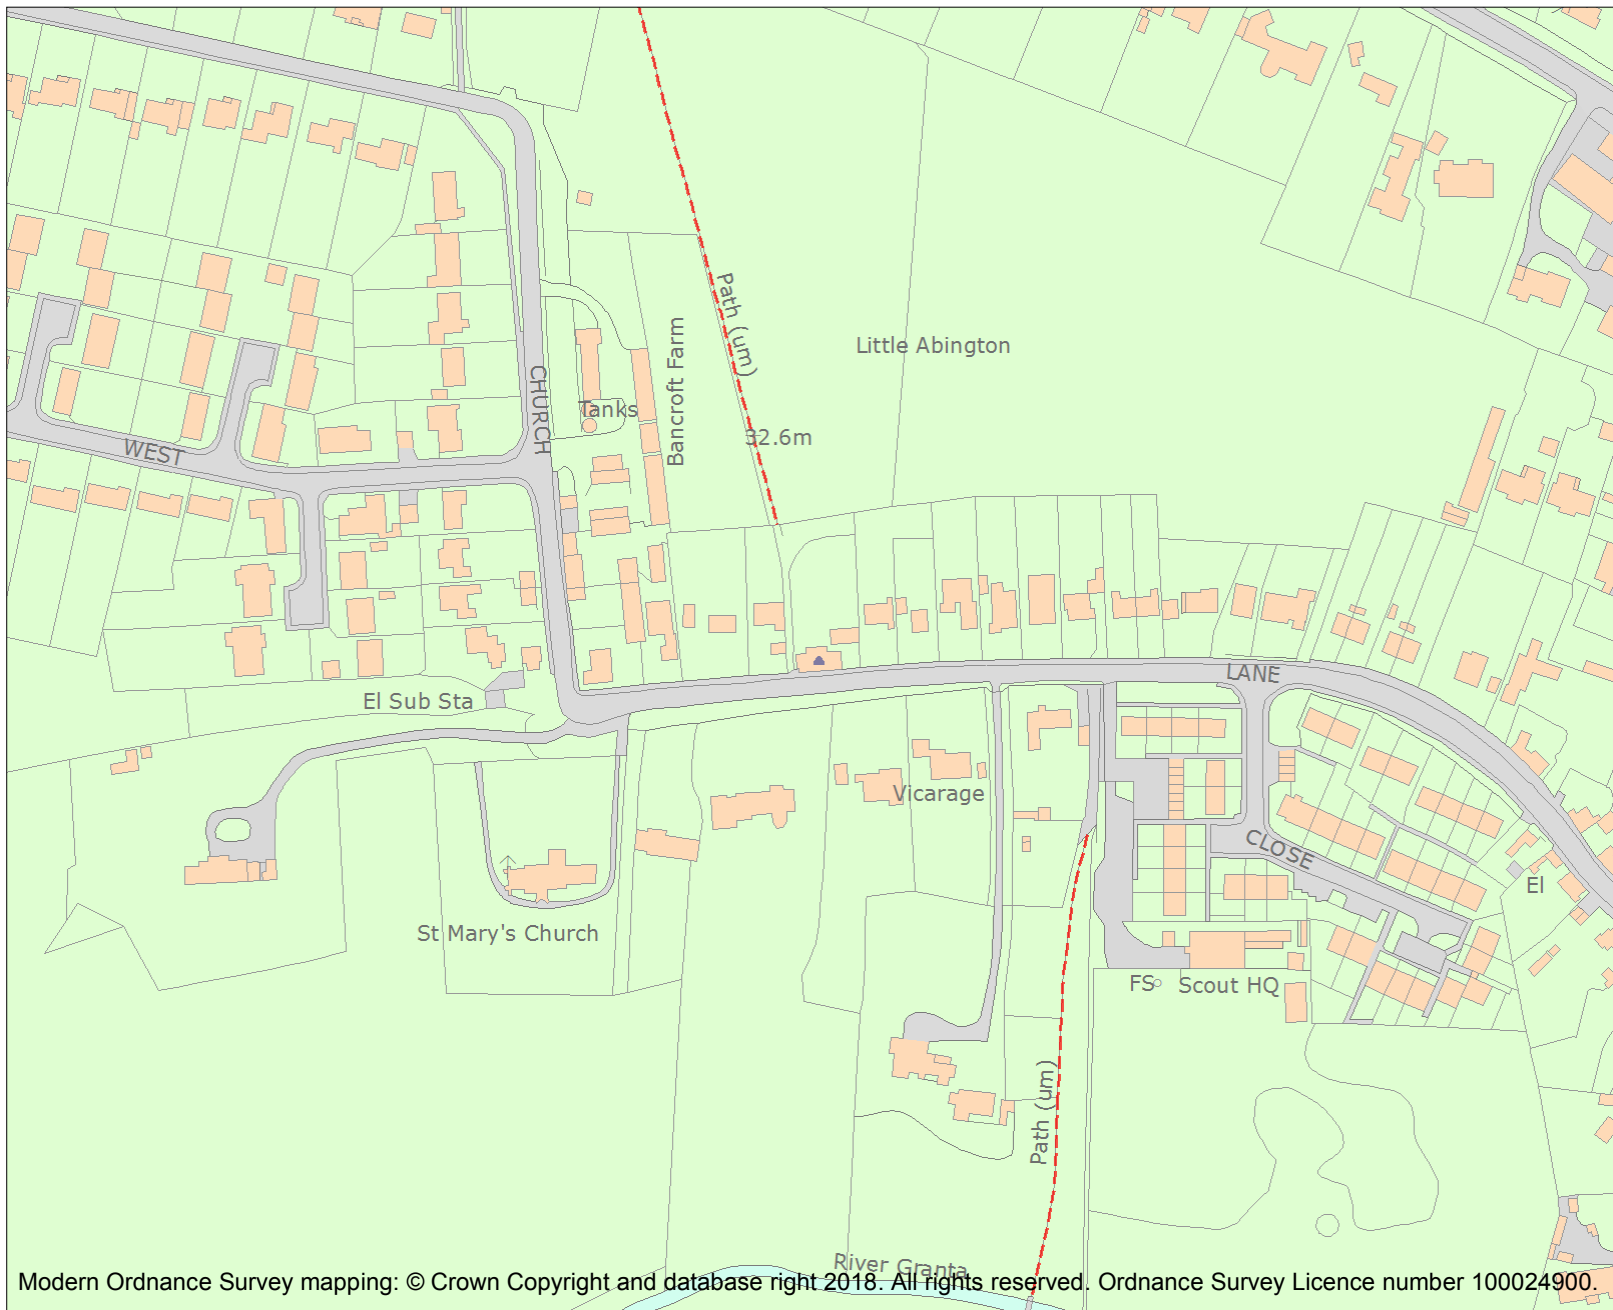 Path (um)
Little Abington
CHURCH
Bancroft Farm
Tanks
32.6m
WEST
LANE
El Sub Sta
Vicarage
CLOSE
El
St Mary's Church
FS
Scout HQ
Path (um)
River Granta
Modern Ordnance Survey mapping: © Crown Copyright and database right 2018. All rights reserved. Ordnance Survey Licence number 100024900.